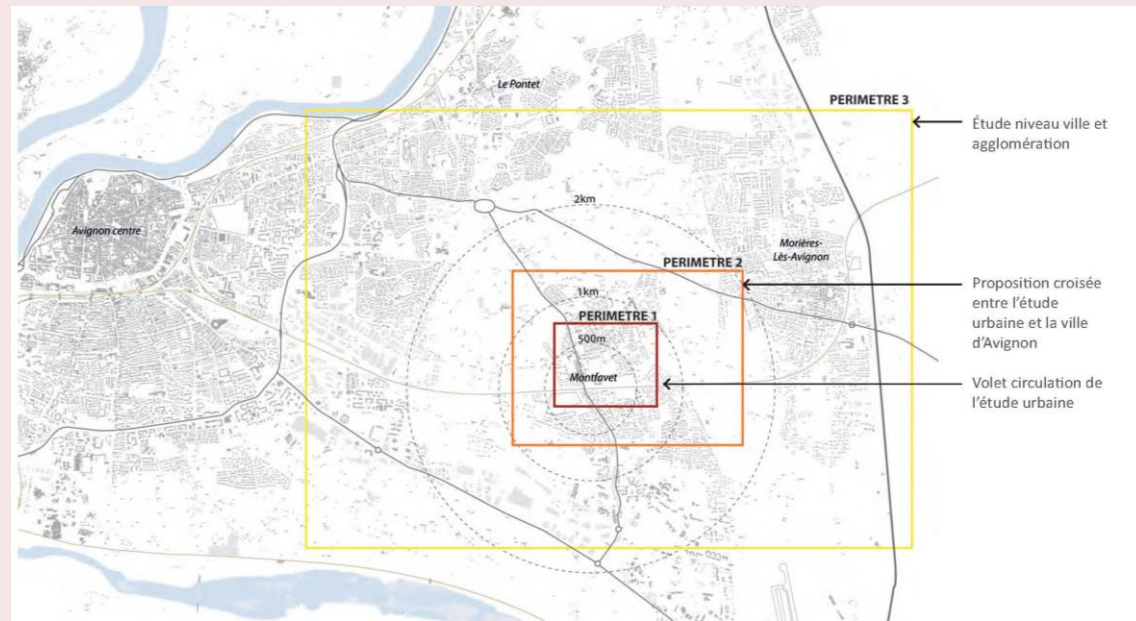 Le Pontet
PERIMETRE 3
Étude niveau ville et
agglomération
2km
Avignon centre
Morières-
Lès-Avignon
PERIMETRE 2
Proposition croisée
entre l’étude
urbaine et la ville
d’Avignon
1km
PERIMETRE 1
500m
Montfavet
Volet circulation de
l’étude urbaine